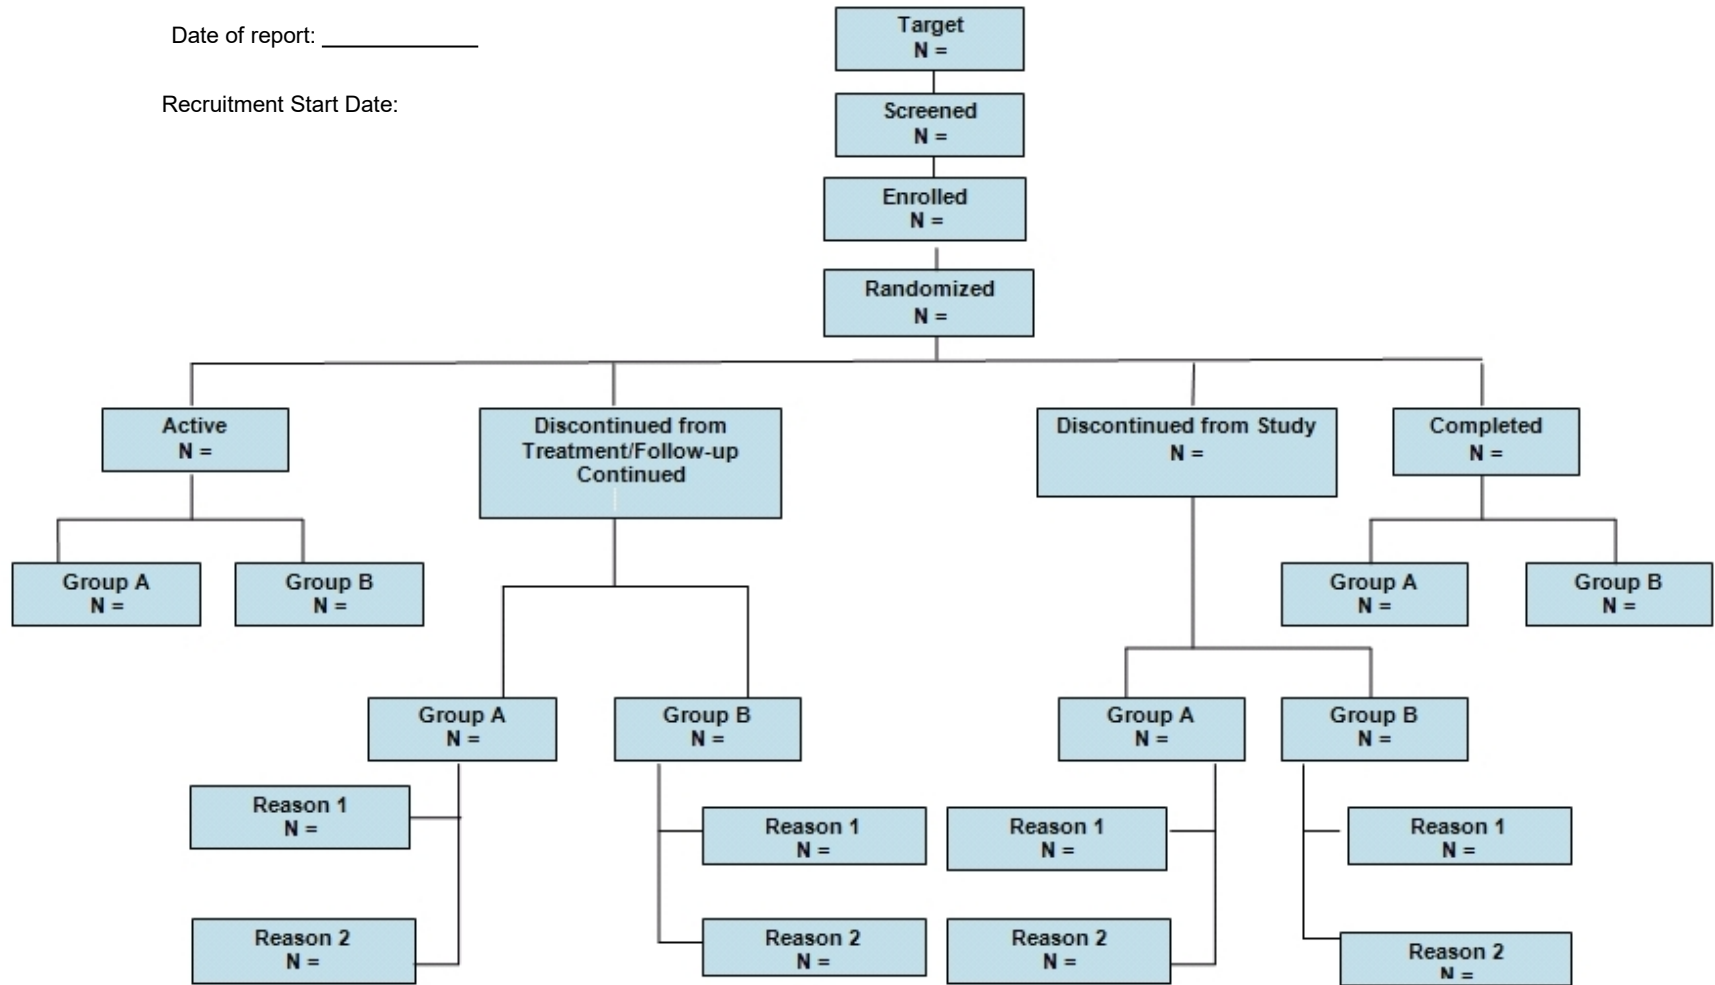 Date of report: ____________
Recruitment Start Date:
Target
N =
Screened
N =
Enrolled
N =
Randomized
N =
Active
N =
Discontinued from
Treatment/Follow-up
Continued
Discontinued from Study
N =
Completed
N =
Group A
N =
Group B
N =
Group A
N =
Group B
N =
Group A
N =
Group B
N =
Group A
N =
Group B
N =
Reason 1
N =
Reason 1
N =
Reason 1
N =
Reason 1
N =
Reason 2
N =
Reason 2
N =
Reason 2
N =
Reason 2
N =